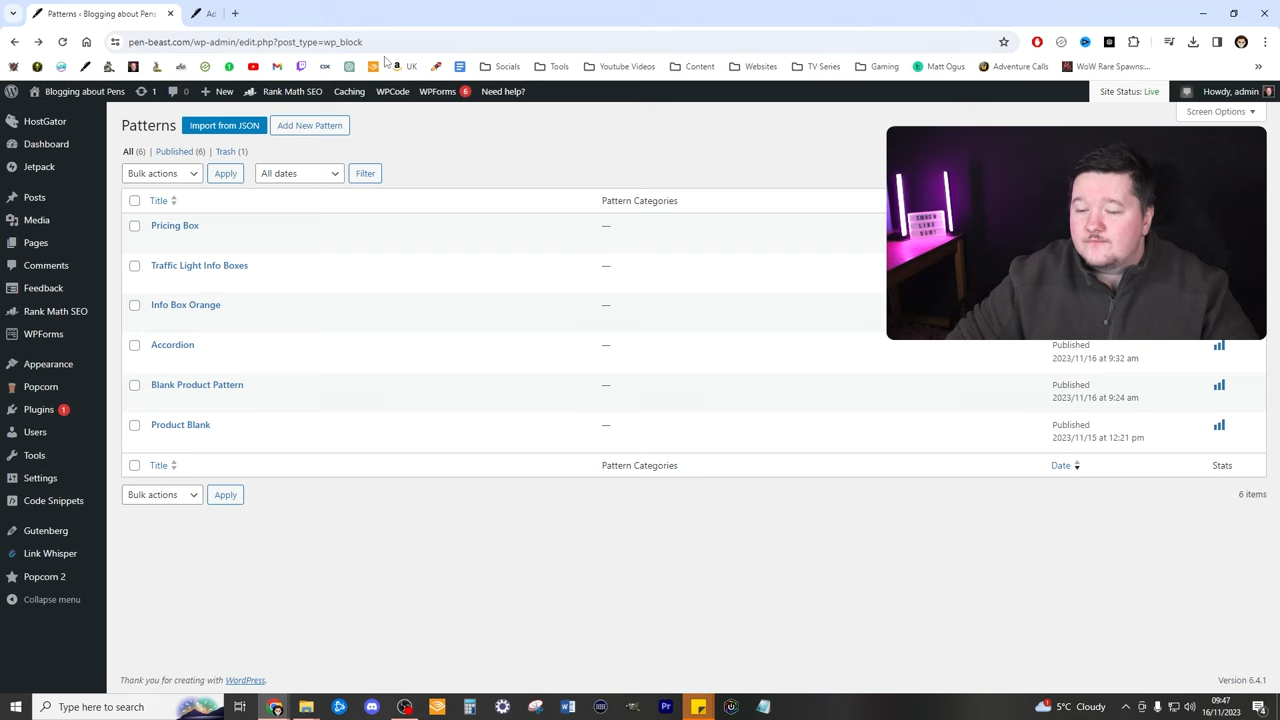 Patterns ‹ Blogging about Pens
Ad
pen-beast.com/wp-admin/edit.php?post_type=wp_block
UK
Socials
Tools
Youtube Videos
Content
Websites
TV Series
Gaming
Matt Ogus
Adventure Calls
WoW Rare Spawns:...
Blogging about Pens
1
0
New
Rank Math SEO
Caching
WPCode
WPForms 6
Need help?
Site Status: Live
Howdy, admin
HostGator
Dashboard
Jetpack
Posts
Media
Pages
Comments
Feedback
Rank Math SEO
WPForms
Appearance
Popcorn
Plugins 1
Users
Tools
Settings
Code Snippets
Gutenberg
Link Whisper
Popcorn 2
Collapse menu
Screen Options
Patterns
Import from JSON
Add New Pattern
All (6) | Published (6) | Trash (1)
Bulk actions
Apply
All dates
Filter
Title
Pattern Categories
Pricing Box
—
Traffic Light Info Boxes
—
Info Box Orange
—
Accordion
—
Published
2023/11/16 at 9:32 am
Blank Product Pattern
—
Published
2023/11/16 at 9:24 am
Product Blank
—
Published
2023/11/15 at 12:21 pm
Title
Pattern Categories
Date
Stats
Bulk actions
Apply
6 items
SMASH
LIKE
NOW!
Thank you for creating with WordPress.
Version 6.4.1
Type here to search
5°C Cloudy
09:47
16/11/2023
4